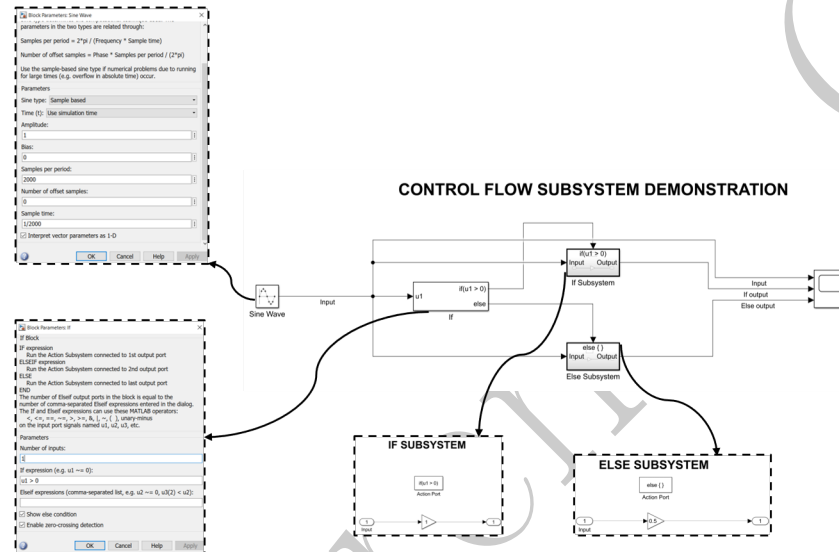 Block Parameters: Sine Wave
parameters in the two types are related through:
Samples per period = 2*pi / (Frequency * Sample time)
Number of offset samples = Phase * Samples per period / (2*pi)
Use the sample-based sine type if numerical problems due to running
for large times (e.g. overflow in absolute time) occur.
Parameters
Sine type: Sample based
Time (t): Use simulation time
Amplitude:
1
Bias:
0
Samples per period:
2000
Number of offset samples:
0
Sample time:
1/2000
Interpret vector parameters as 1-D
OK Cancel Help Apply
CONTROL FLOW SUBSYSTEM DEMONSTRATION
Sine Wave
Input
u1
if(u1 > 0)
else
If
if(u1 > 0)
Input Output
If Subsystem
else { }
Input Output
Else Subsystem
Input
If output
Else output
Block Parameters: If
If Block
IF expression
Run the Action Subsystem connected to 1st output port
ELSEIF expression
Run the Action Subsystem connected to 2nd output port
ELSE
Run the Action Subsystem connected to last output port
END
The number of Elseif output ports in the block is equal to the
number of comma-separated Elseif expressions entered in the dialog.
The If and Elseif expressions can use these MATLAB operators:
<, <=, ==, ~=, >, >=, &, |, ~, ( ), unary-minus
on the input port signals named u1, u2, u3, etc.
Parameters
Number of inputs:
1
If expression (e.g. u1 ~= 0):
u1 > 0
Elseif expressions (comma-separated list, e.g. u2 ~= 0, u3(2) < u2):
Show else condition
Enable zero-crossing detection
OK Cancel Help Apply
IF SUBSYSTEM
if(u1 > 0)
Action Port
1
Input
1
1
ELSE SUBSYSTEM
else { }
Action Port
1
Input
0.5
1